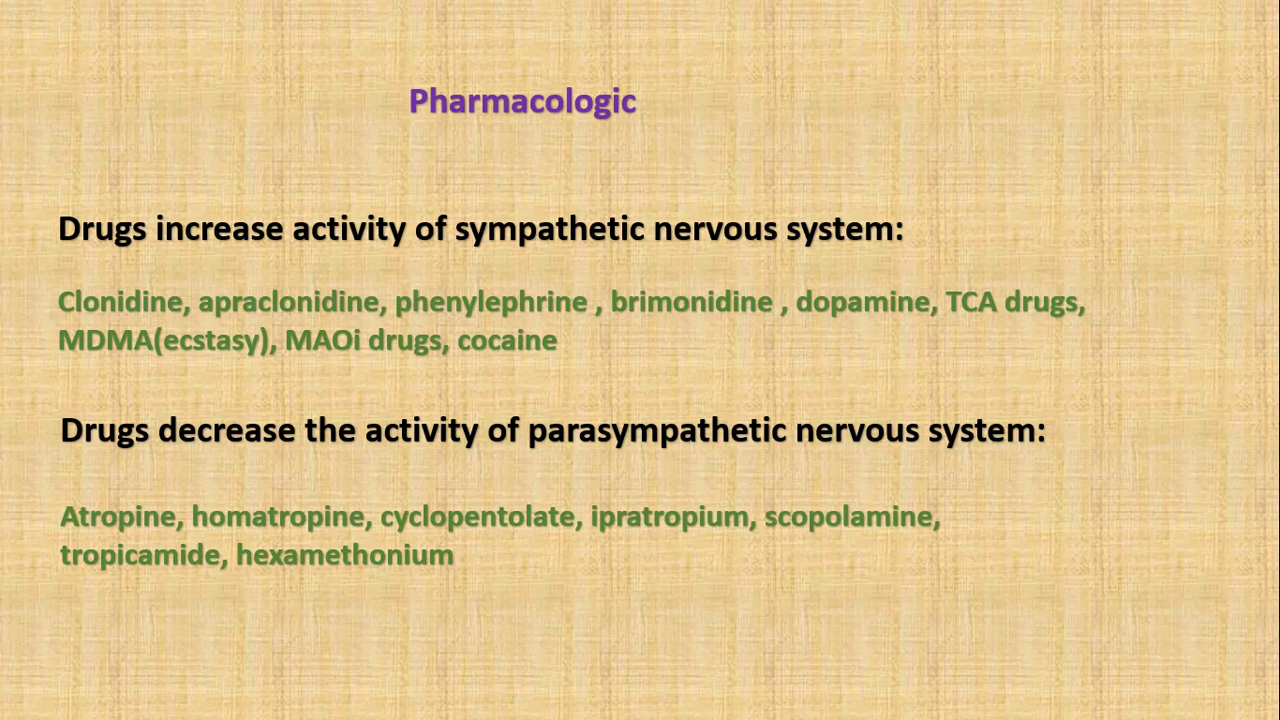 Pharmacologic
Drugs increase activity of sympathetic nervous system:
Clonidine, apraclonidine, phenylephrine , brimonidine , dopamine, TCA drugs,
MDMA(ecstasy), MAOi drugs, cocaine
Drugs decrease the activity of parasympathetic nervous system:
Atropine, homatropine, cyclopentolate, ipratropium, scopolamine,
tropicamide, hexamethonium